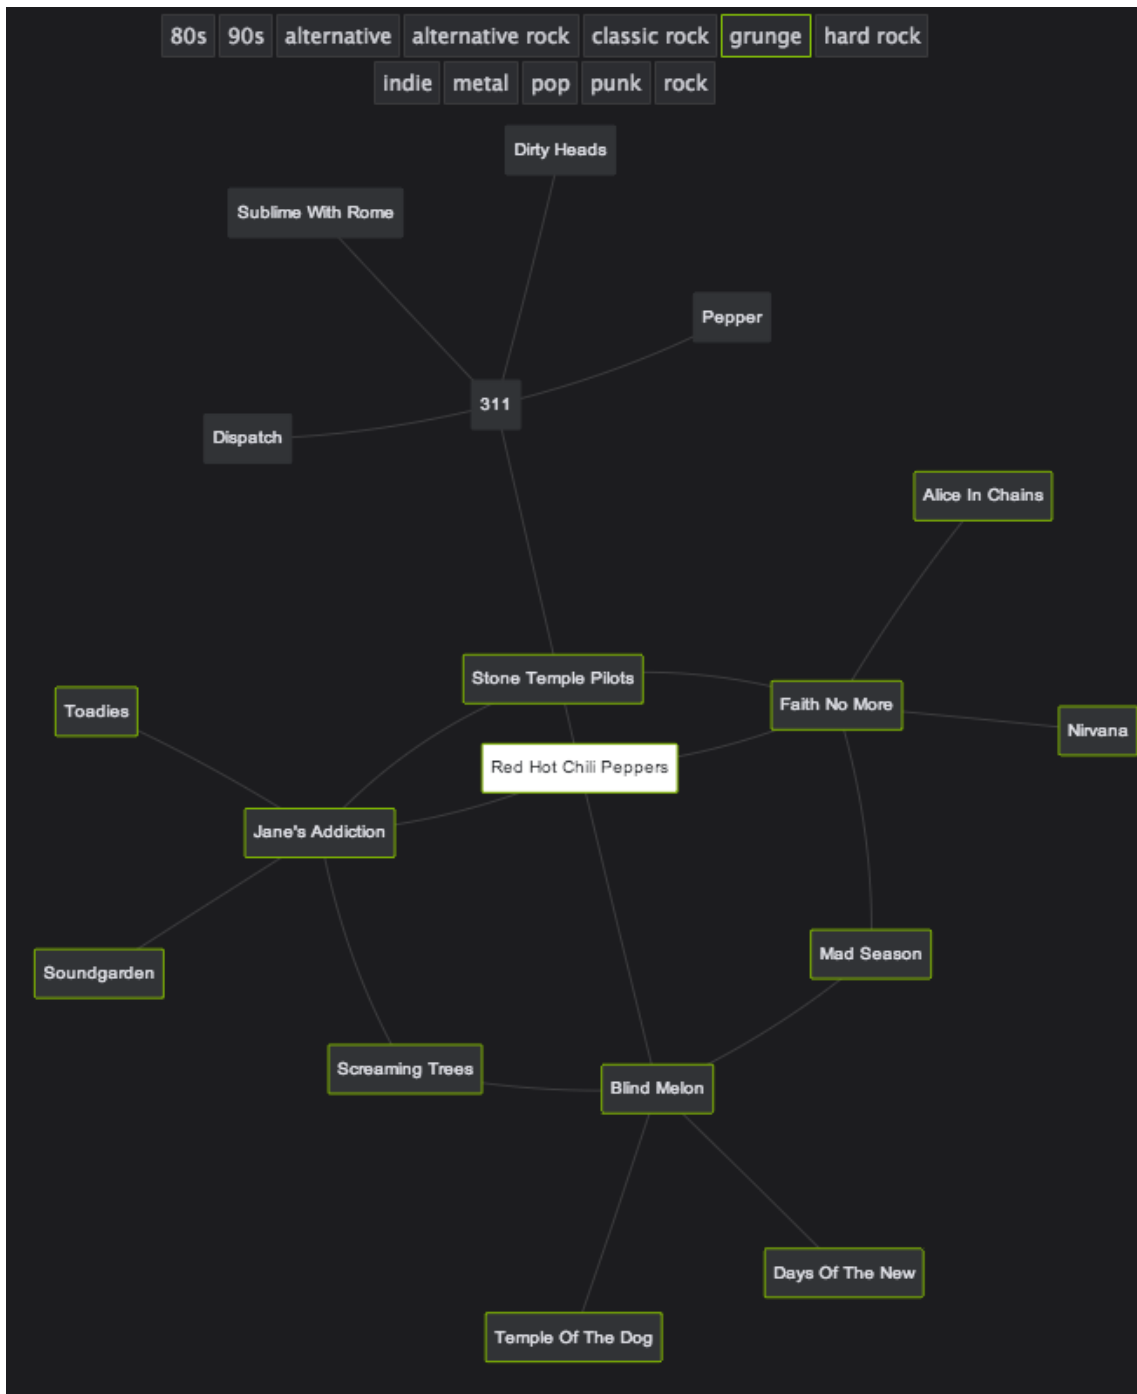 80s 90s alternative alternative rock classic rock grunge hard rock
indie metal pop punk rock
Dirty Heads
Sublime With Rome
Pepper
311
Dispatch
Alice In Chains
Stone Temple Pilots
Faith No More
Toadies
Nirvana
Red Hot Chili Peppers
Jane's Addiction
Mad Season
Soundgarden
Screaming Trees
Blind Melon
Days Of The New
Temple Of The Dog